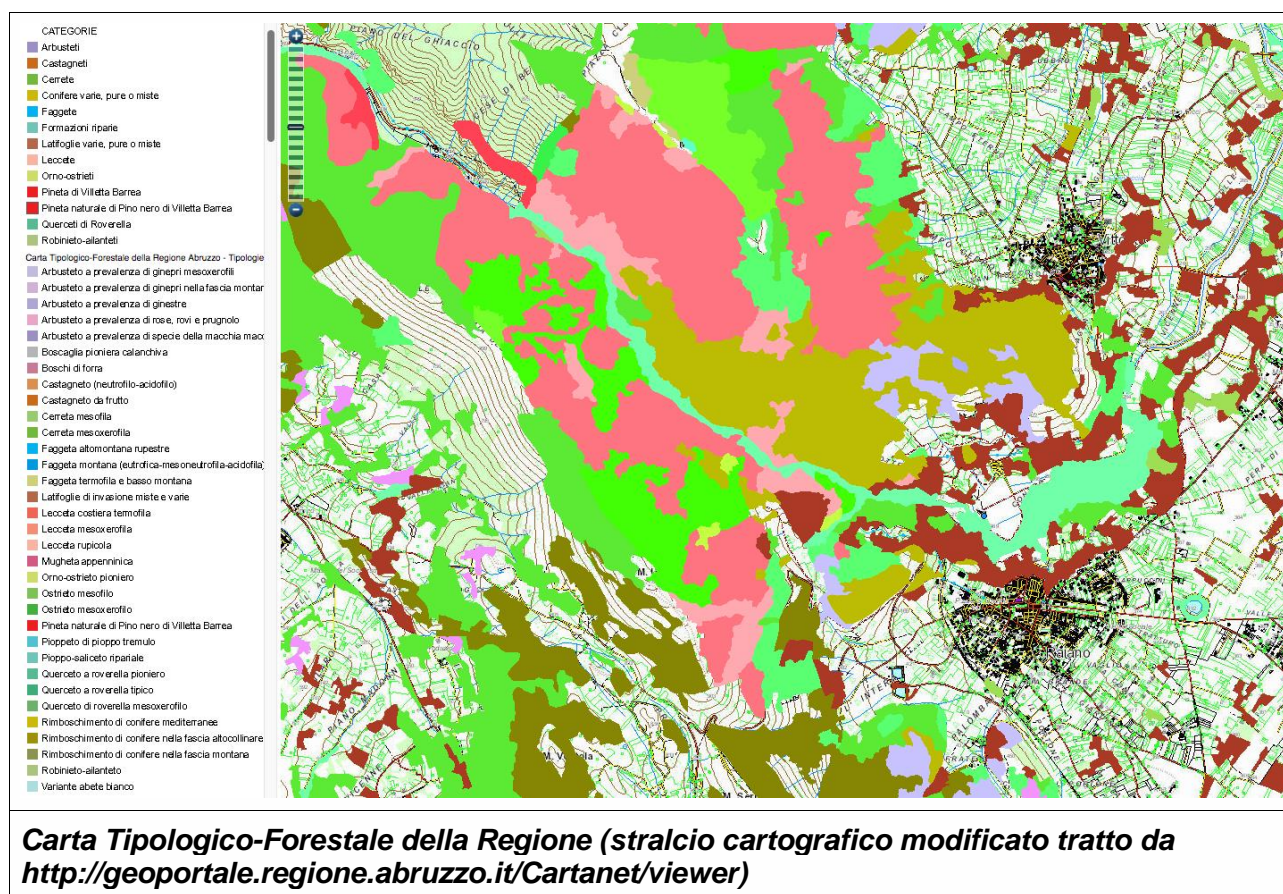 CATEGORIE
Arbusteti
Castagneti
Cerrete
Conifere varie, pure o miste
Faggete
Formazioni riparie
Latifoglie varie, pure o miste
Leccete
Orno-ostrieti
Pineta di Villetta Barrea
Pineta naturale di Pino nero di Villetta Barrea
Querceti di Roverella
Robinieto-ailanteti
Carta Tipologico-Forestale della Regione Abruzzo - Tipologie
Arbusteto a prevalenza di ginepri mesoxerofili
Arbusteto a prevalenza di ginepri nella fascia montar
Arbusteto a prevalenza di ginestre
Arbusteto a prevalenza di rose, rovi e prugnolo
Arbusteto a prevalenza di specie della macchia macc
Boscaglia pioniera calanchiva
Boschi di forra
Castagneto (neutrofilo-acidofilo)
Castagneto da frutto
Cerreta mesofila
Cerreta mesoxerofila
Faggeta altomontana rupestre
Faggeta montana (eutrofica-mesoneutrofila-acidofila)
Faggeta termofila e basso montana
Latifoglie di invasione miste e varie
Lecceta costiera termofila
Lecceta mesoxerofila
Lecceta rupicola
Mugheta appenninica
Orno-ostrieto pioniero
Ostrieto mesofilo
Ostrieto mesoxerofilo
Pineta naturale di Pino nero di Villetta Barrea
Pioppeto di pioppo tremulo
Pioppo-saliceto ripariale
Querceto a roverella pioniero
Querceto a roverella tipico
Querceto di roverella mesoxerofilo
Rimboschimento di conifere mediterranee
Rimboschimento di conifere nella fascia altocollinare
Rimboschimento di conifere nella fascia montana
Robinieto-ailanteto
Variante abete bianco
PIANO DEL GHIACCIO
Raiano
Carta Tipologico-Forestale della Regione (stralcio cartografico modificato tratto da
http://geoportale.regione.abruzzo.it/Cartanet/viewer)